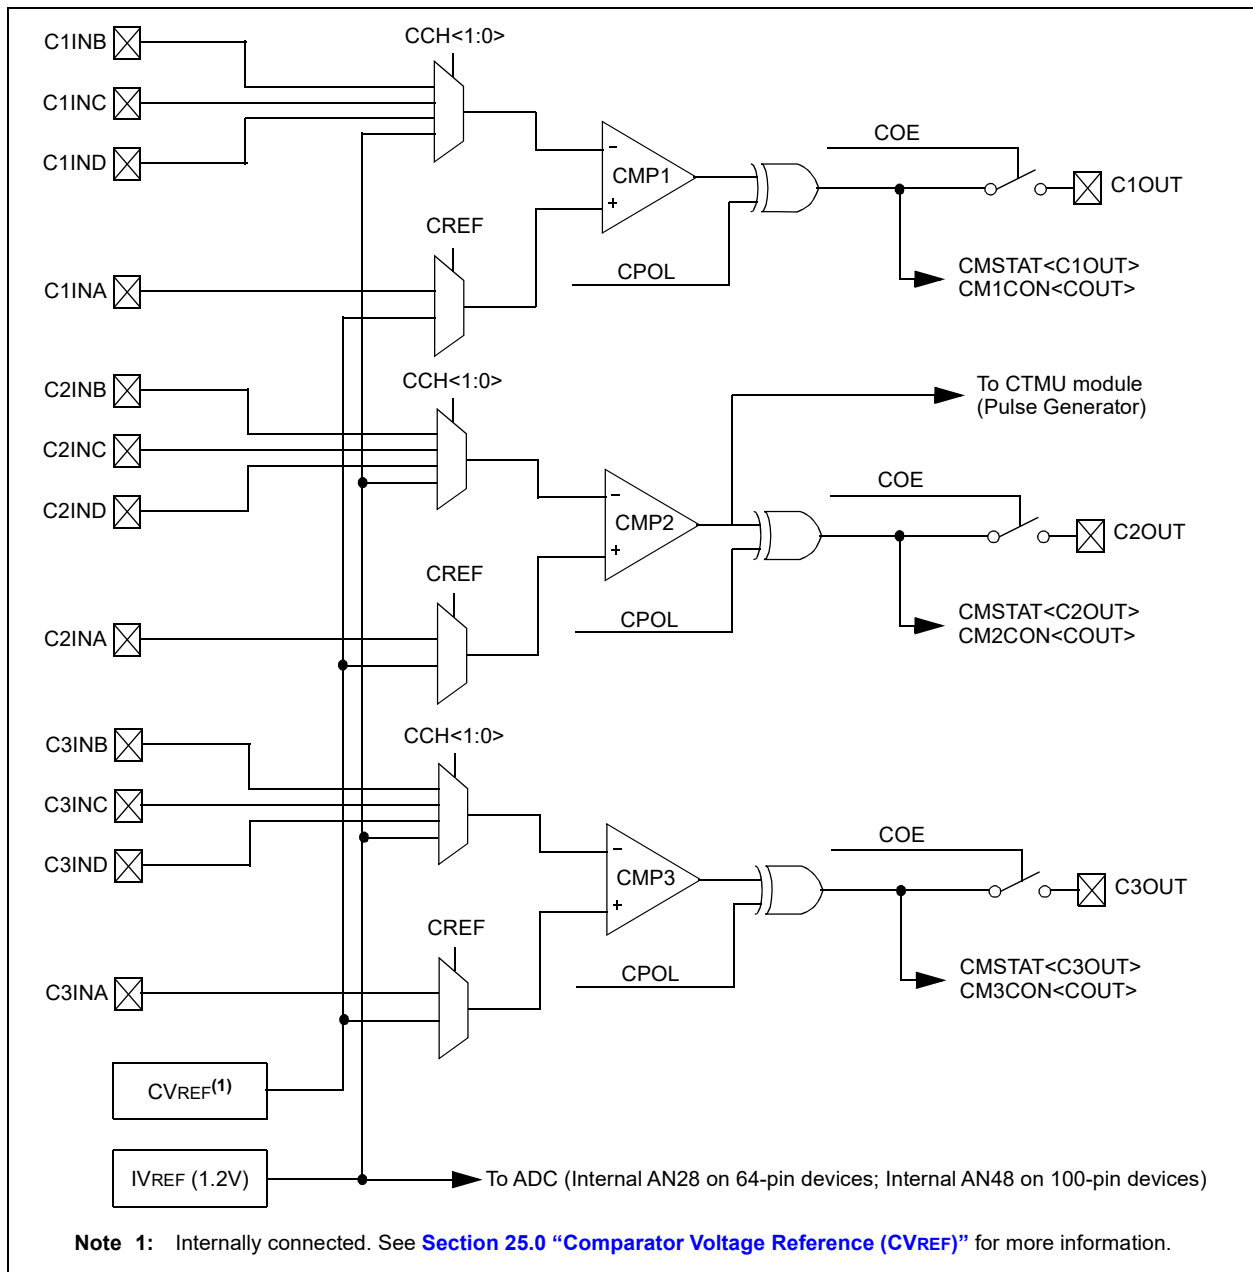 C1INB
CCH<1:0>
C1INC
C1IND
COE
CMP1
-
+
C1OUT
CREF
CPOL
CMSTAT<C1OUT>
CM1CON<COUT>
C1INA
C2INB
CCH<1:0>
To CTMU module
(Pulse Generator)
C2INC
C2IND
COE
CMP2
-
+
C2OUT
CREF
CPOL
CMSTAT<C2OUT>
CM2CON<COUT>
C2INA
C3INB
CCH<1:0>
C3INC
C3IND
COE
CMP3
-
+
C3OUT
CREF
CPOL
CMSTAT<C3OUT>
CM3CON<COUT>
C3INA
CVREF(1)
IVREF (1.2V)
To ADC (Internal AN28 on 64-pin devices; Internal AN48 on 100-pin devices)
Note 1: Internally connected. See Section 25.0 “Comparator Voltage Reference (CVREF)” for more information.